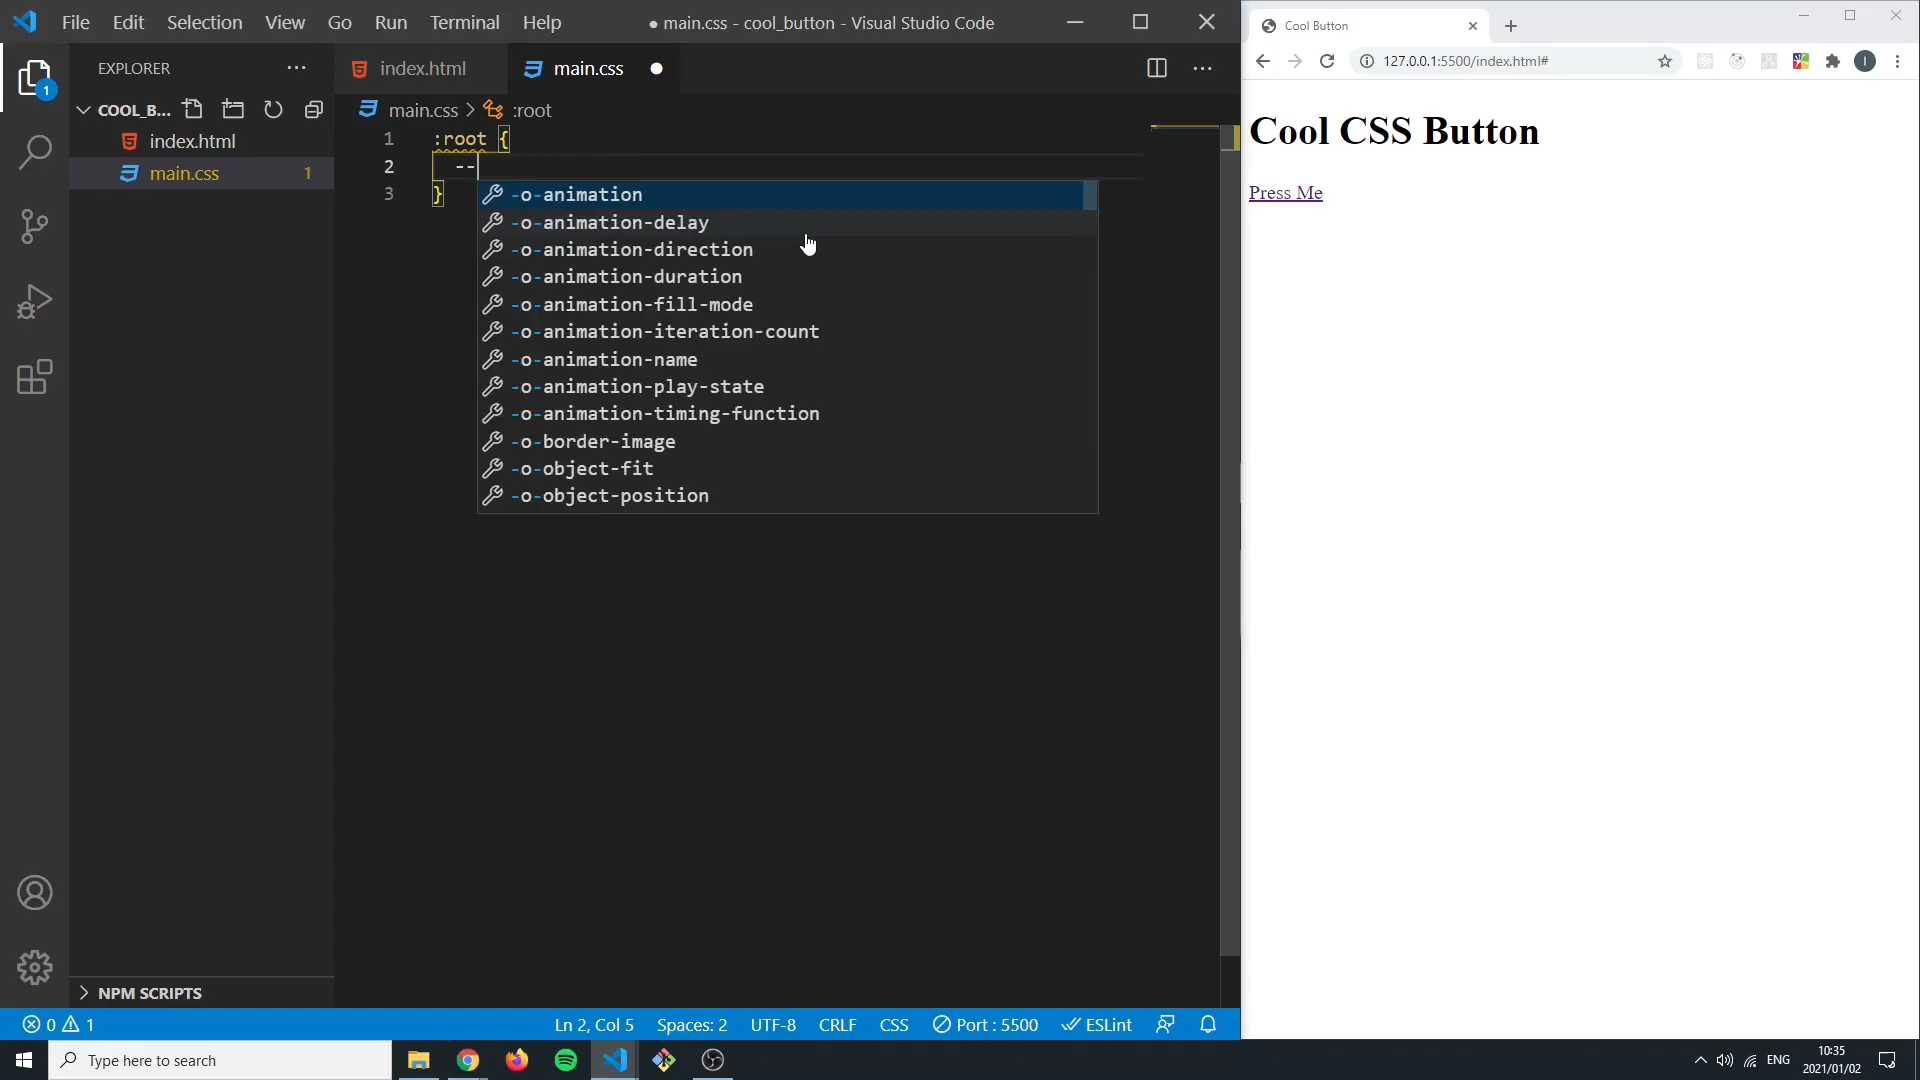 File Edit Selection View Go Run Terminal Help
● main.css - cool_button - Visual Studio Code
EXPLORER
1
COOL_B...
index.html
main.css 1
NPM SCRIPTS
index.html
main.css
main.css > :root
1 :root {
2 --
3 }
-o-animation
-o-animation-delay
-o-animation-direction
-o-animation-duration
-o-animation-fill-mode
-o-animation-iteration-count
-o-animation-name
-o-animation-play-state
-o-animation-timing-function
-o-border-image
-o-object-fit
-o-object-position
0 1
Ln 2, Col 5 Spaces: 2 UTF-8 CRLF CSS Port : 5500 ESLint
Cool Button
127.0.0.1:5500/index.html#
I
Cool CSS Button
Press Me
Type here to search
ENG
10:35
2021/01/02